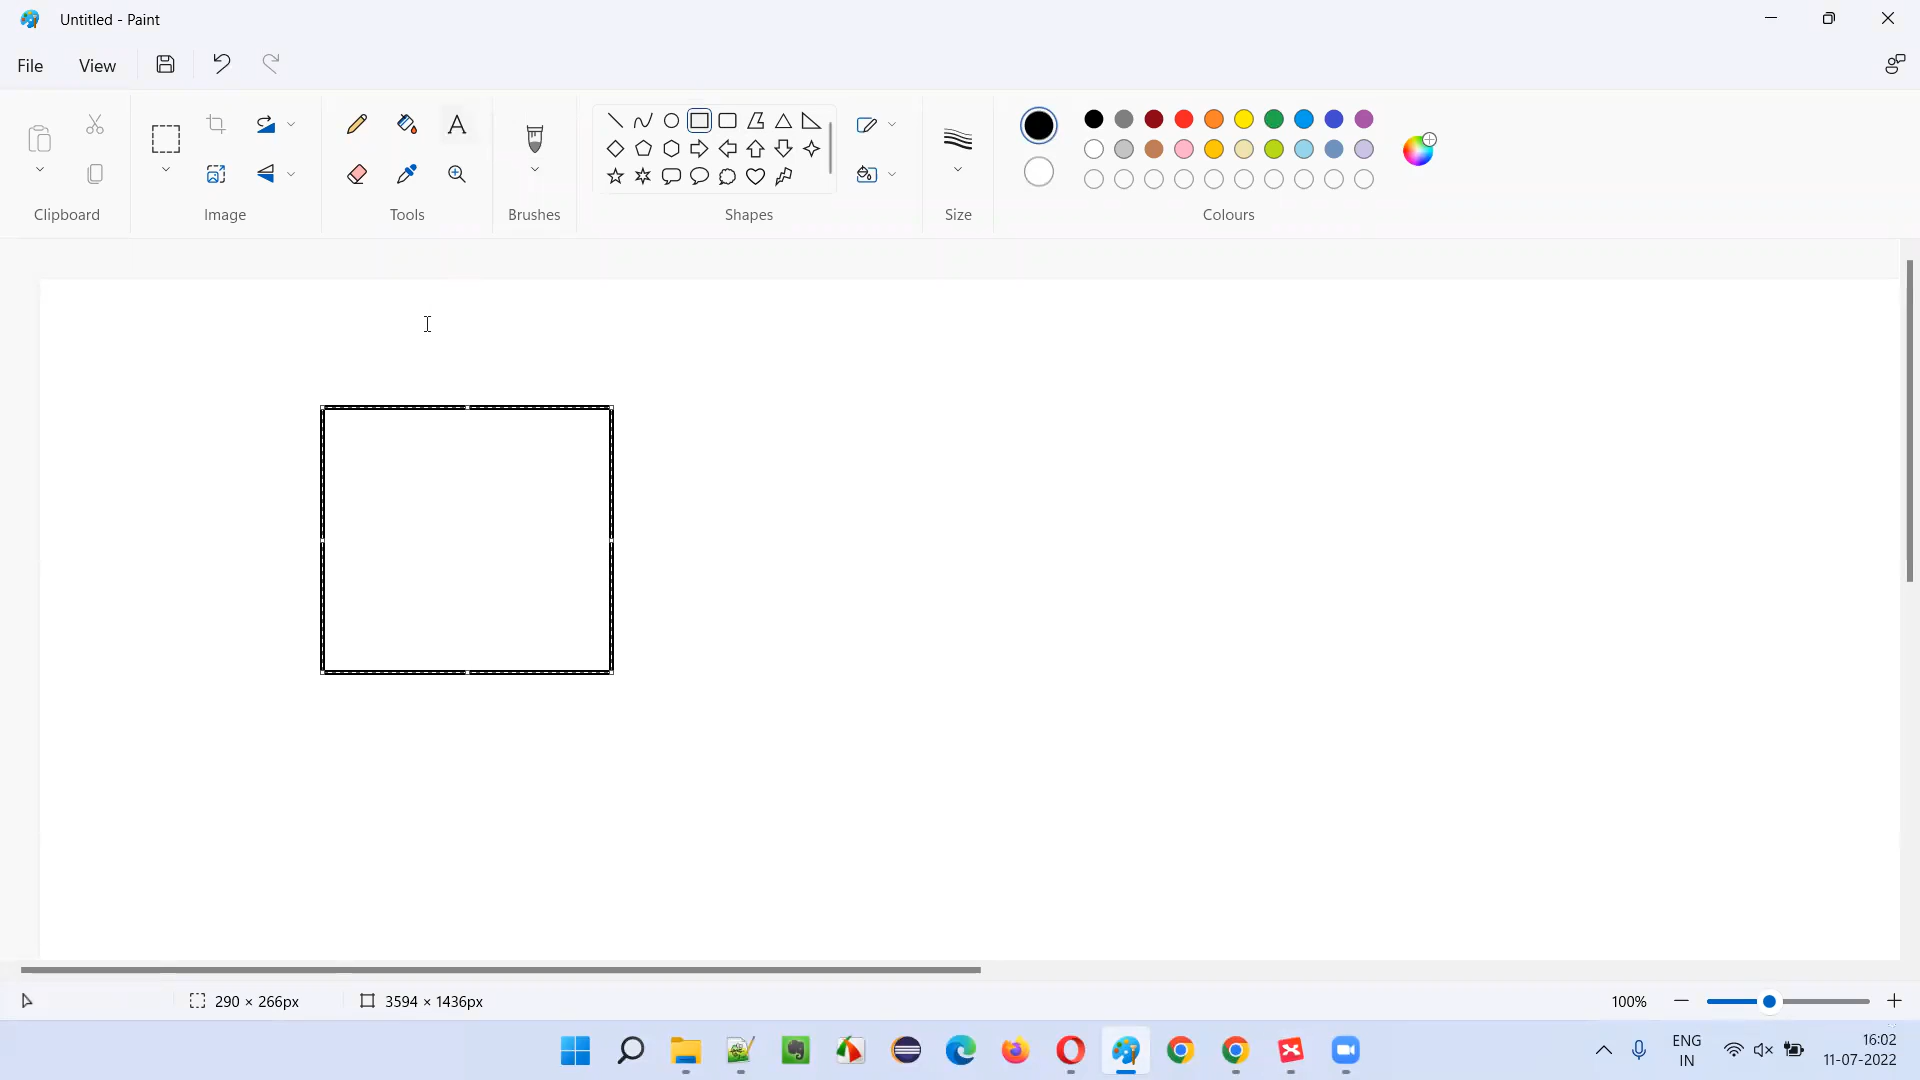 Untitled - Paint
File View
Clipboard Image Tools Brushes Shapes Size Colours
290 × 266px 3594 × 1436px 100%
ENG 16:02
IN 11-07-2022